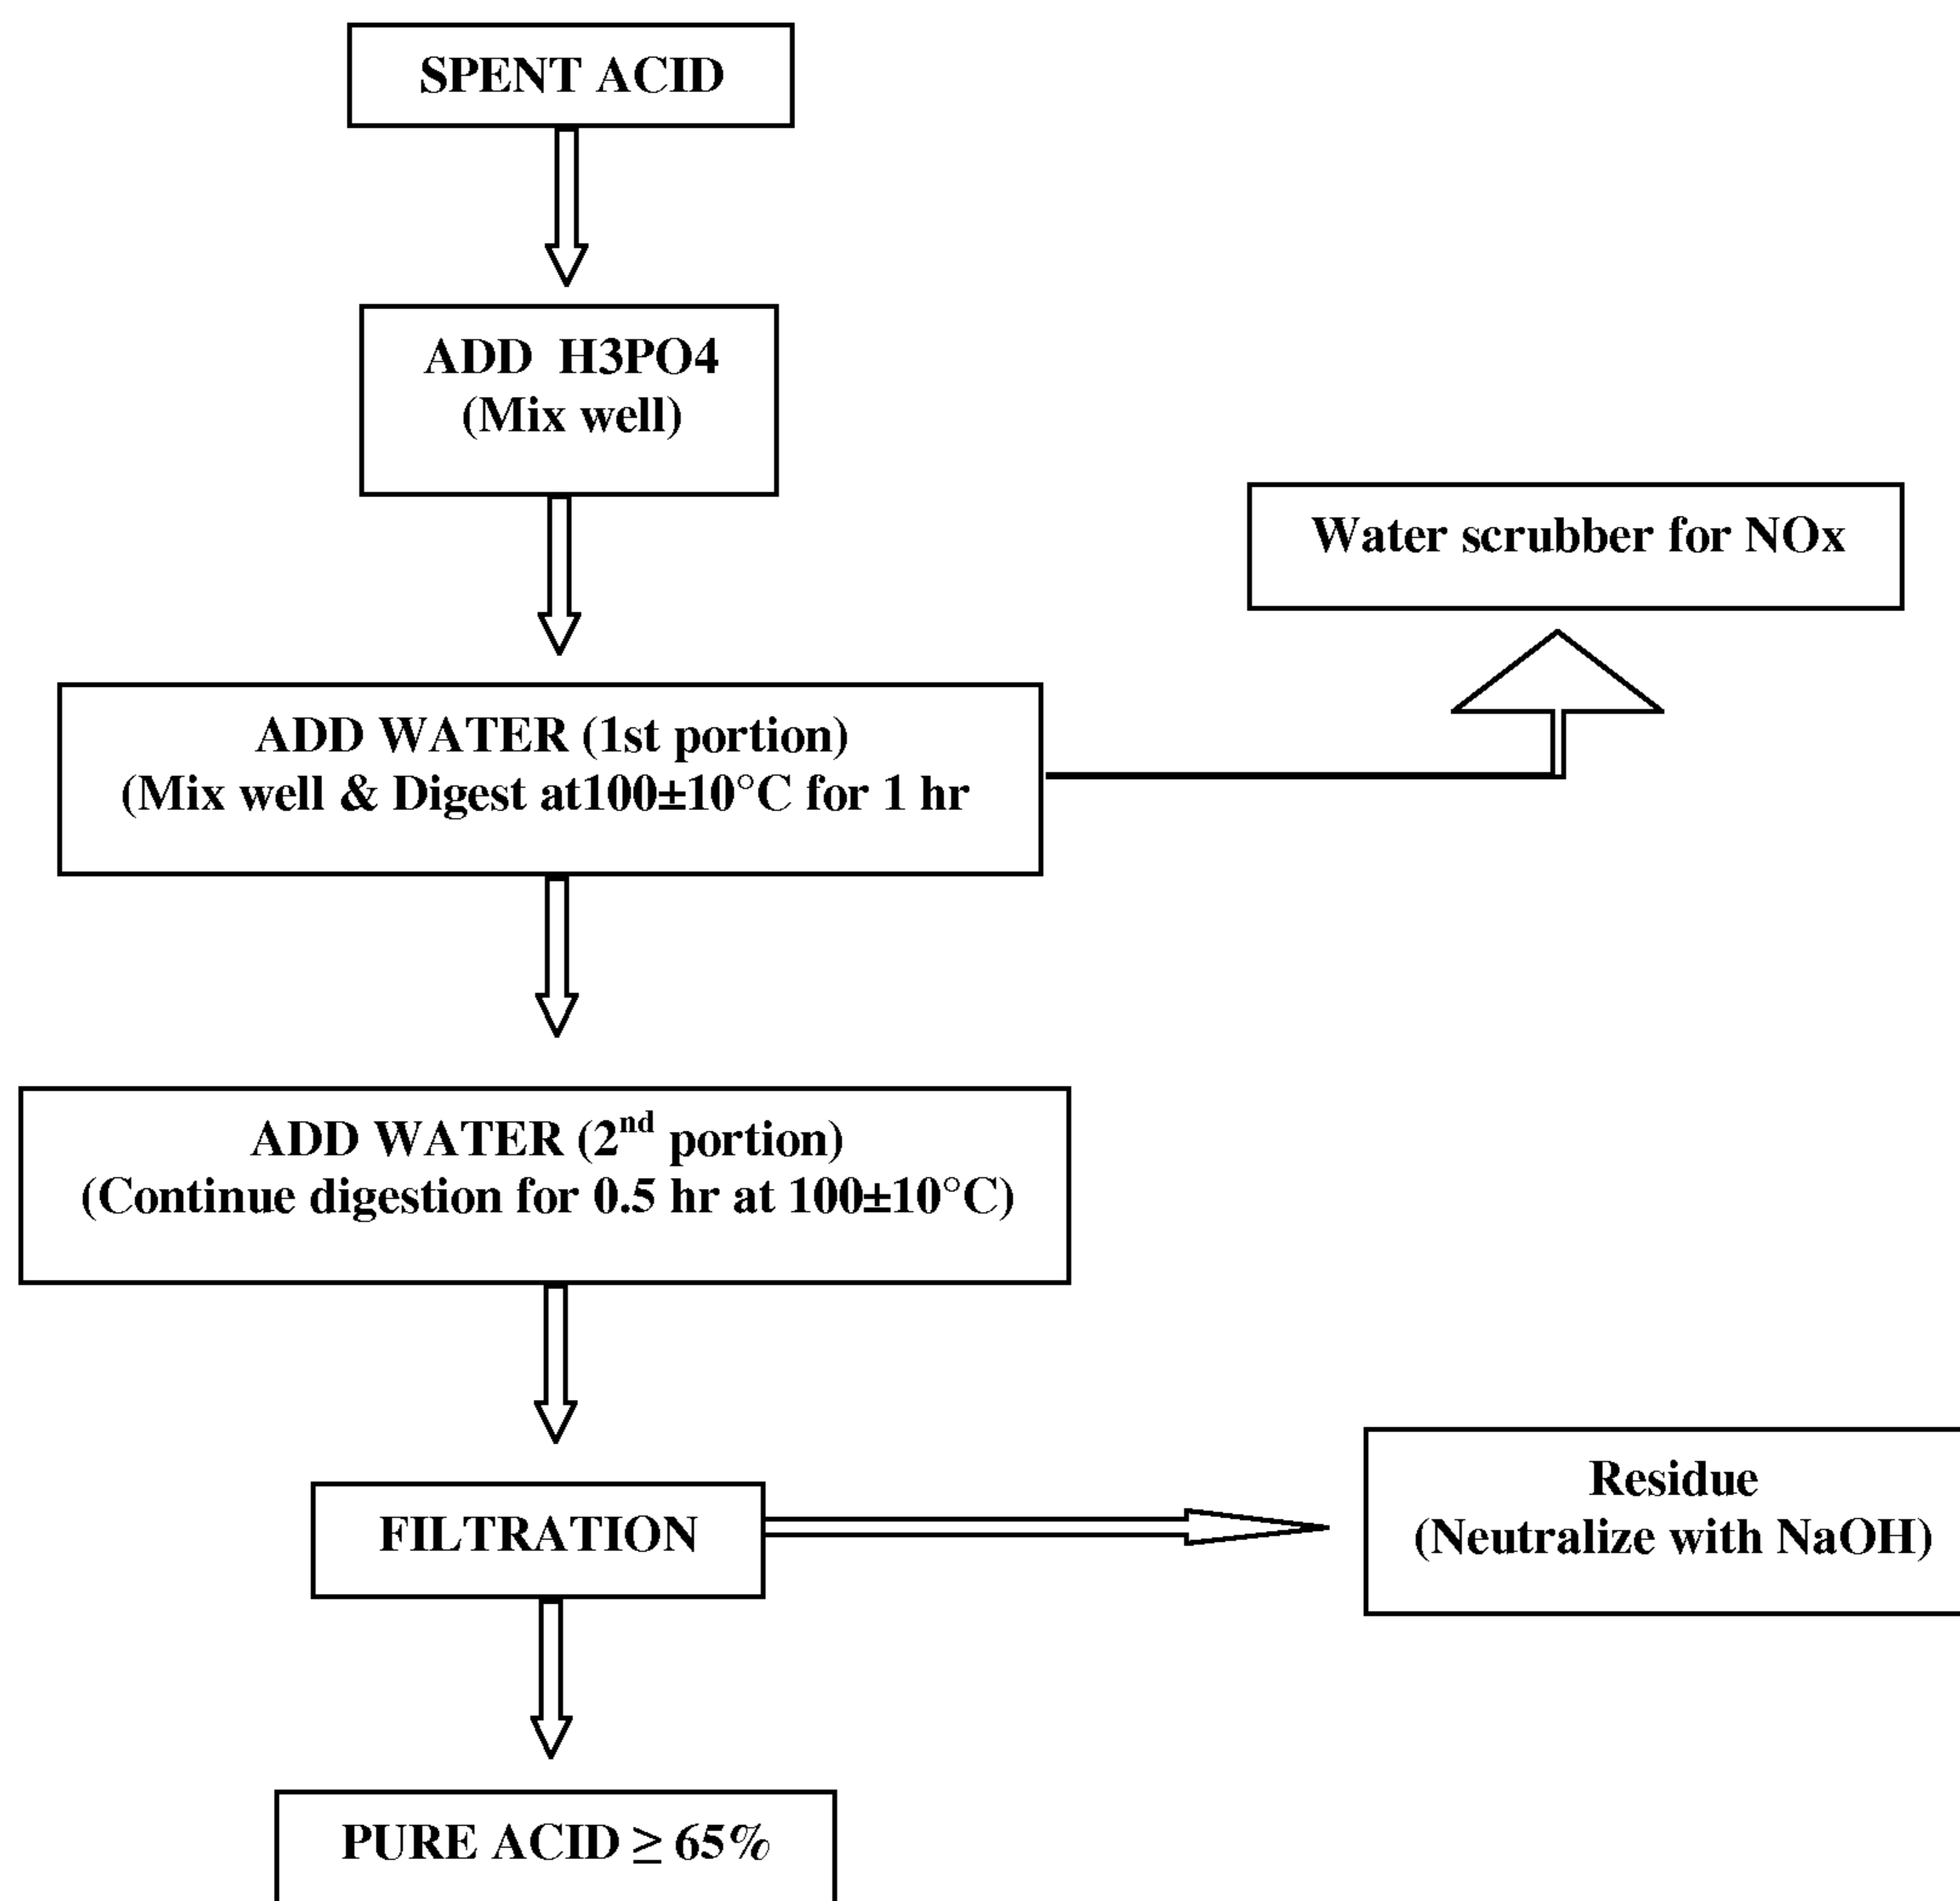 SPENT ACID
ADD H3PO4
(Mix well)
Water scrubber for NOx
ADD WATER (1st portion)
(Mix well & Digest at100±10°C for 1 hr
ADD WATER (2nd portion)
(Continue digestion for 0.5 hr at 100±10°C)
FILTRATION
Residue
(Neutralize with NaOH)
PURE ACID ≥ 65%